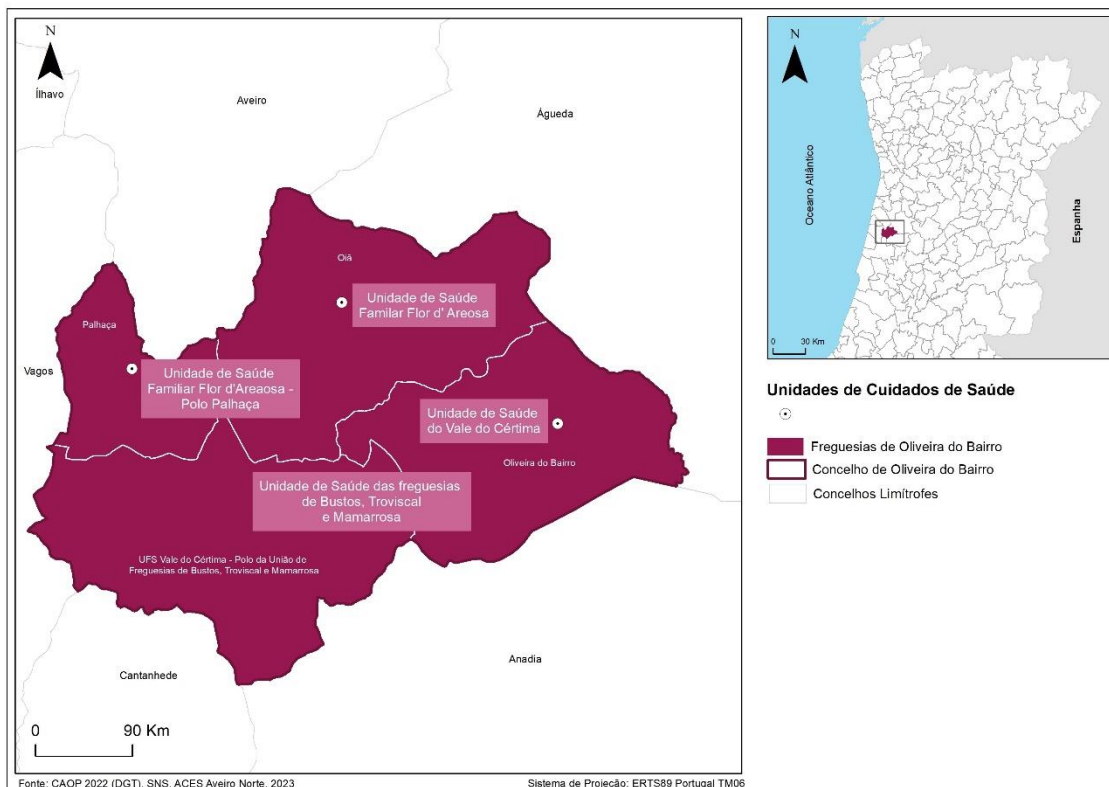 N
Ílhavo
Aveiro
Águeda
Oiã
Unidade de Saúde
Familar Flor d' Areosa
Palhaça
Vagos
Unidade de Saúde
Familiar Flor d'Areaosa -
Polo Palhaça
Unidade de Saúde
do Vale do Cértima
Oliveira do Bairro
Unidade de Saúde das freguesias
de Bustos, Troviscal
e Mamarrosa
UFS Vale do Cértima - Polo da União de
Freguesias de Bustos, Troviscal e Mamarrosa
Anadia
Cantanhede
0 90 Km
Fonte: CAOP 2022 (DGT), SNS, ACES Aveiro Norte, 2023
Sistema de Projeção: ERTS89 Portugal TM06
N
Oceano Atlântico
Espanha
0 30 Km
Unidades de Cuidados de Saúde
Freguesias de Oliveira do Bairro
Concelho de Oliveira do Bairro
Concelhos Limítrofes